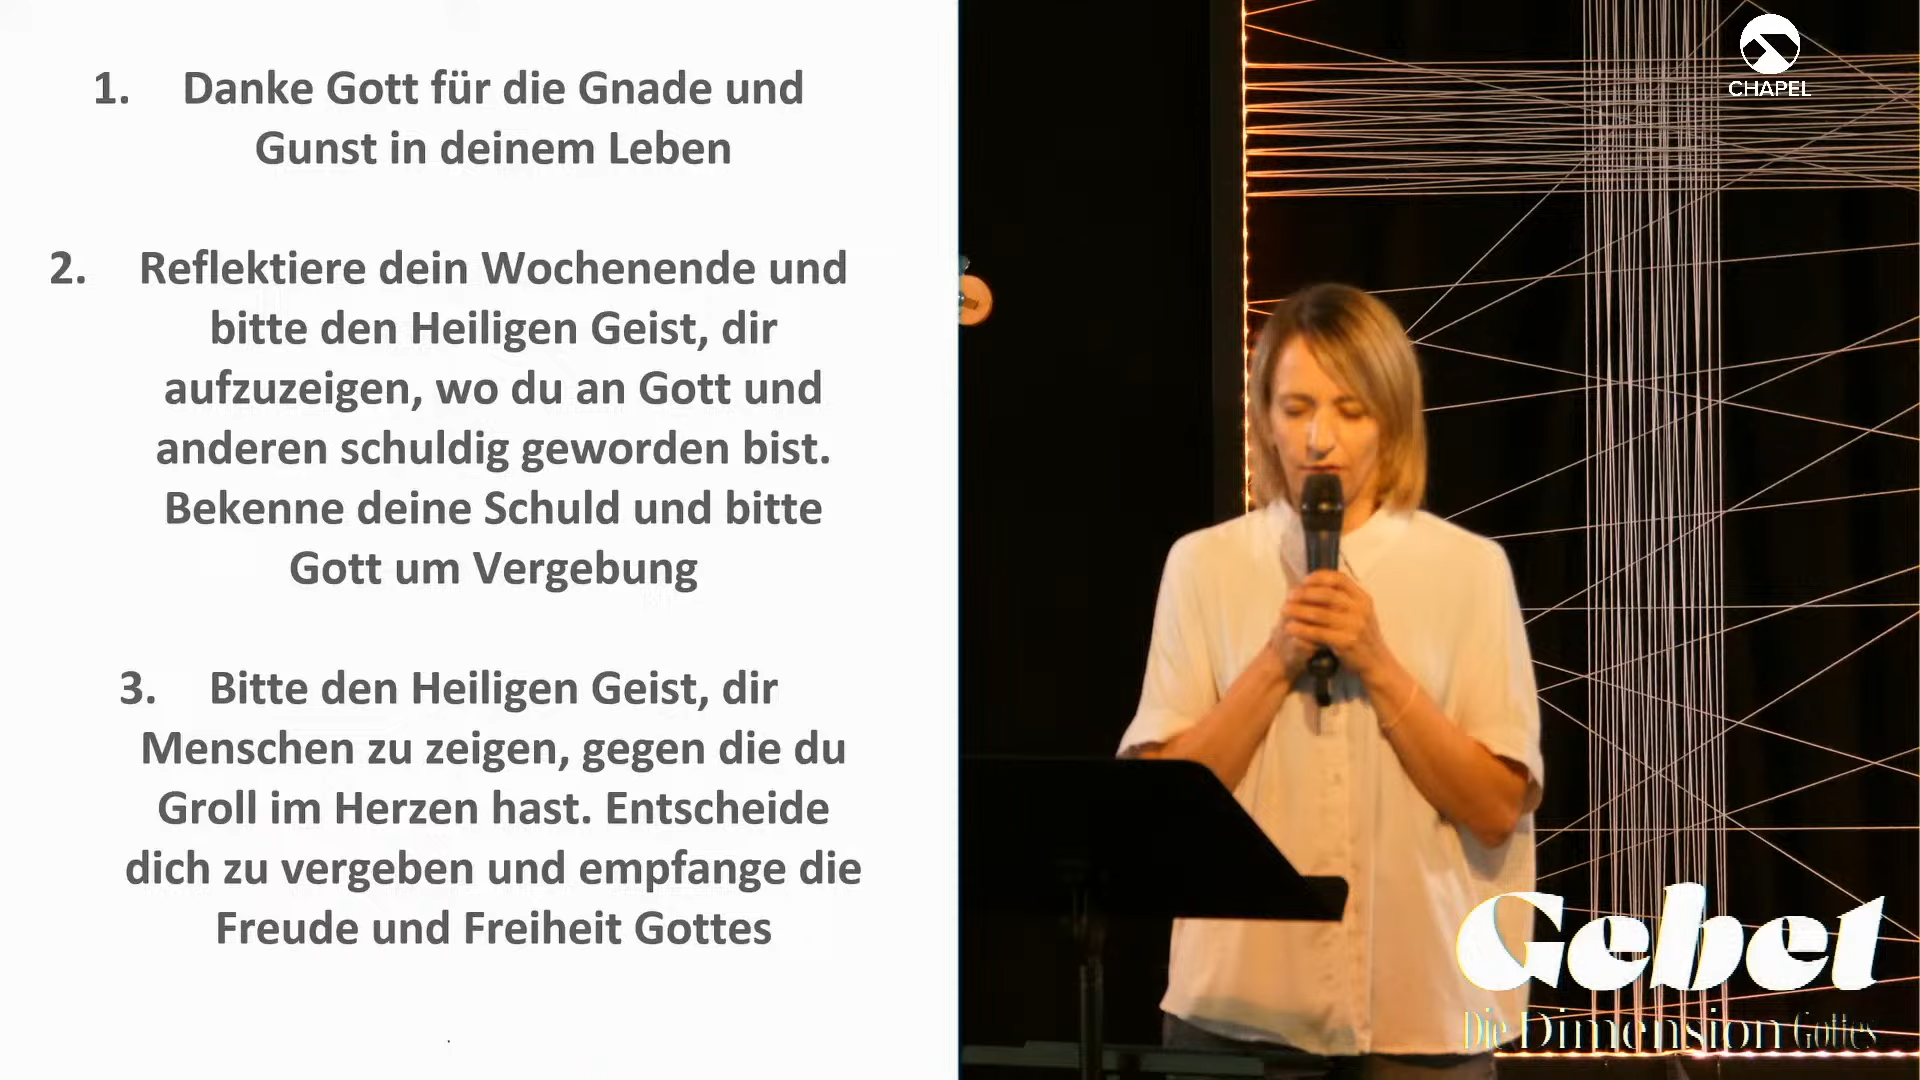 1. Danke Gott für die Gnade und
Gunst in deinem Leben
2. Reflektiere dein Wochenende und
bitte den Heiligen Geist, dir
aufzuzeigen, wo du an Gott und
anderen schuldig geworden bist.
Bekenne deine Schuld und bitte
Gott um Vergebung
3. Bitte den Heiligen Geist, dir
Menschen zu zeigen, gegen die du
Groll im Herzen hast. Entscheide
dich zu vergeben und empfange die
Freude und Freiheit Gottes
CHAPEL
Gebet
Die Dimension Gottes